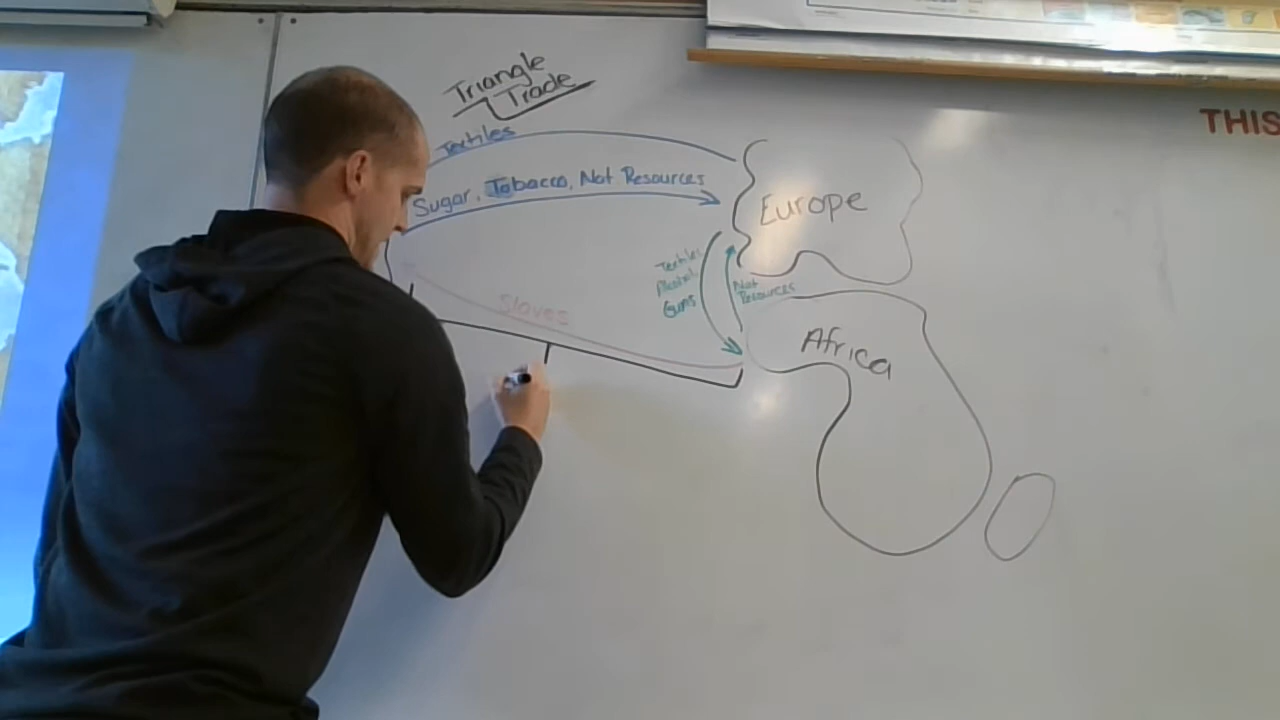 THIS
Triangle
Trade
Textiles
Sugar, Tobacco, Nat Resources
Europe
Textiles
Alcohol
Guns
Nat
Resources
Slaves
Africa